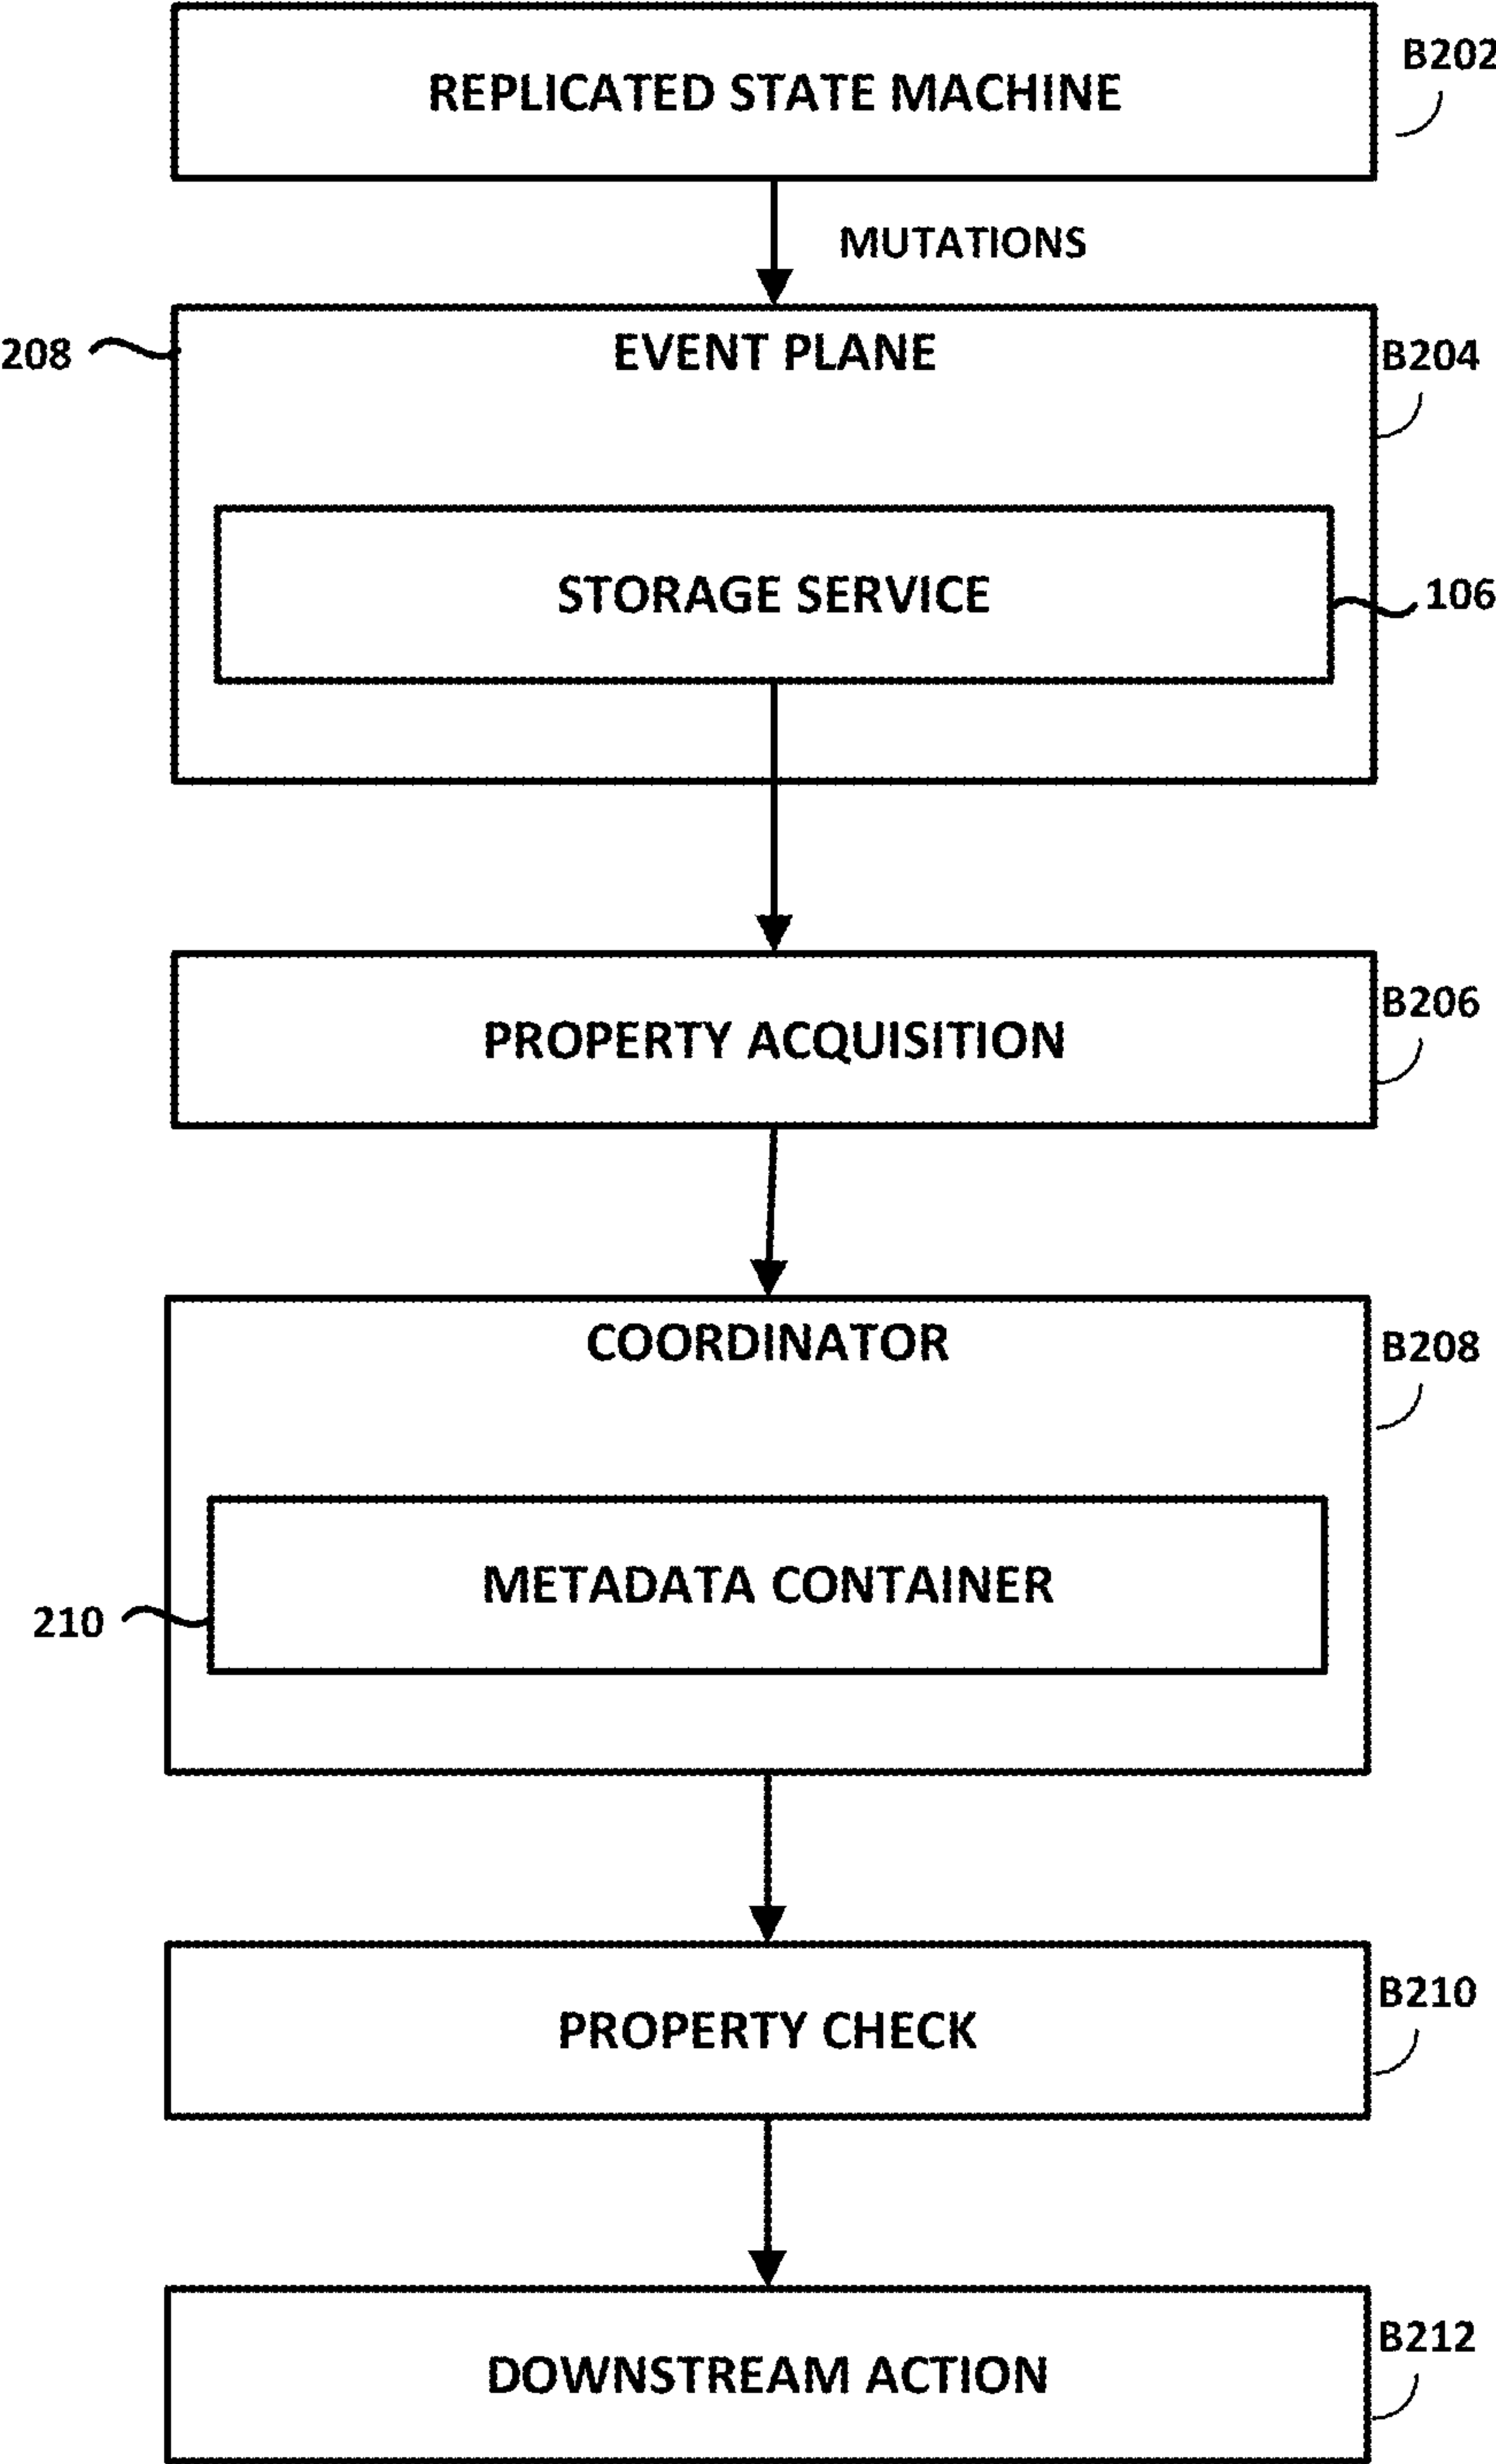 REPLICATED STATE MACHINE
B202
MUTATIONS
208
EVENT PLANE
B204
STORAGE SERVICE
106
PROPERTY ACQUISITION
B206
COORDINATOR
B208
METADATA CONTAINER
210
PROPERTY CHECK
B210
DOWNSTREAM ACTION
B212